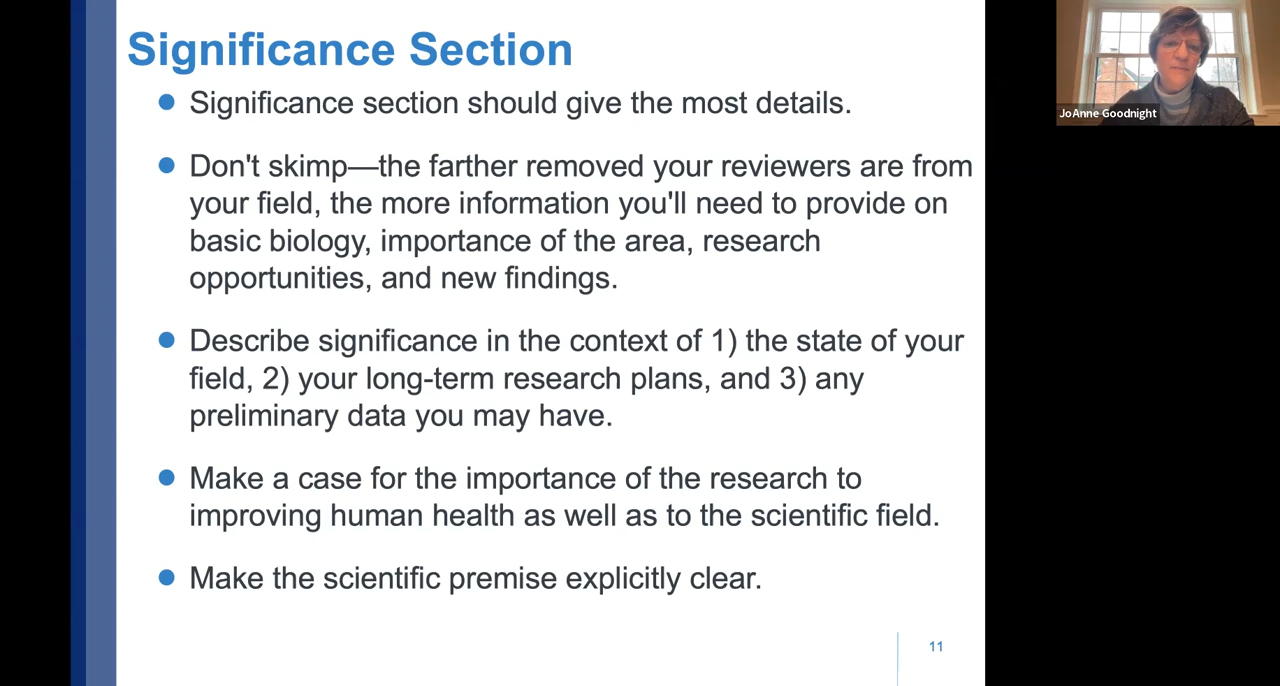 Significance Section
● Significance section should give the most details.
● Don't skimp—the farther removed your reviewers are from
your field, the more information you'll need to provide on
basic biology, importance of the area, research
opportunities, and new findings.
● Describe significance in the context of 1) the state of your
field, 2) your long-term research plans, and 3) any
preliminary data you may have.
● Make a case for the importance of the research to
improving human health as well as to the scientific field.
● Make the scientific premise explicitly clear.
11
JoAnne Goodnight